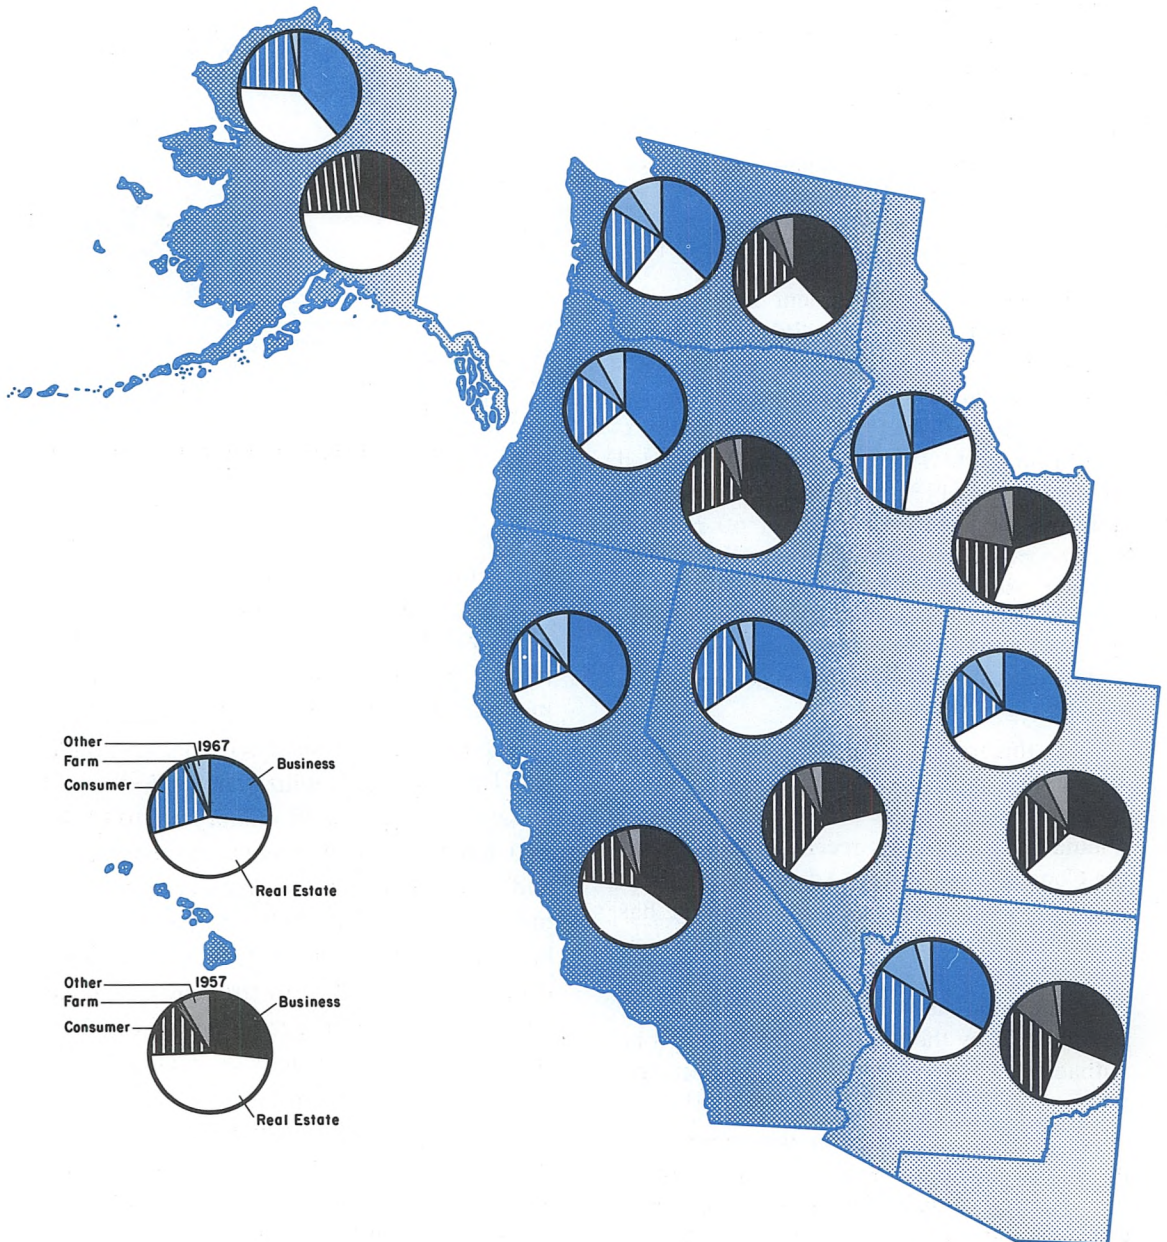 Other
1967
Farm
Business
Consumer
Real Estate
Other
1957
Farm
Business
Consumer
Real Estate